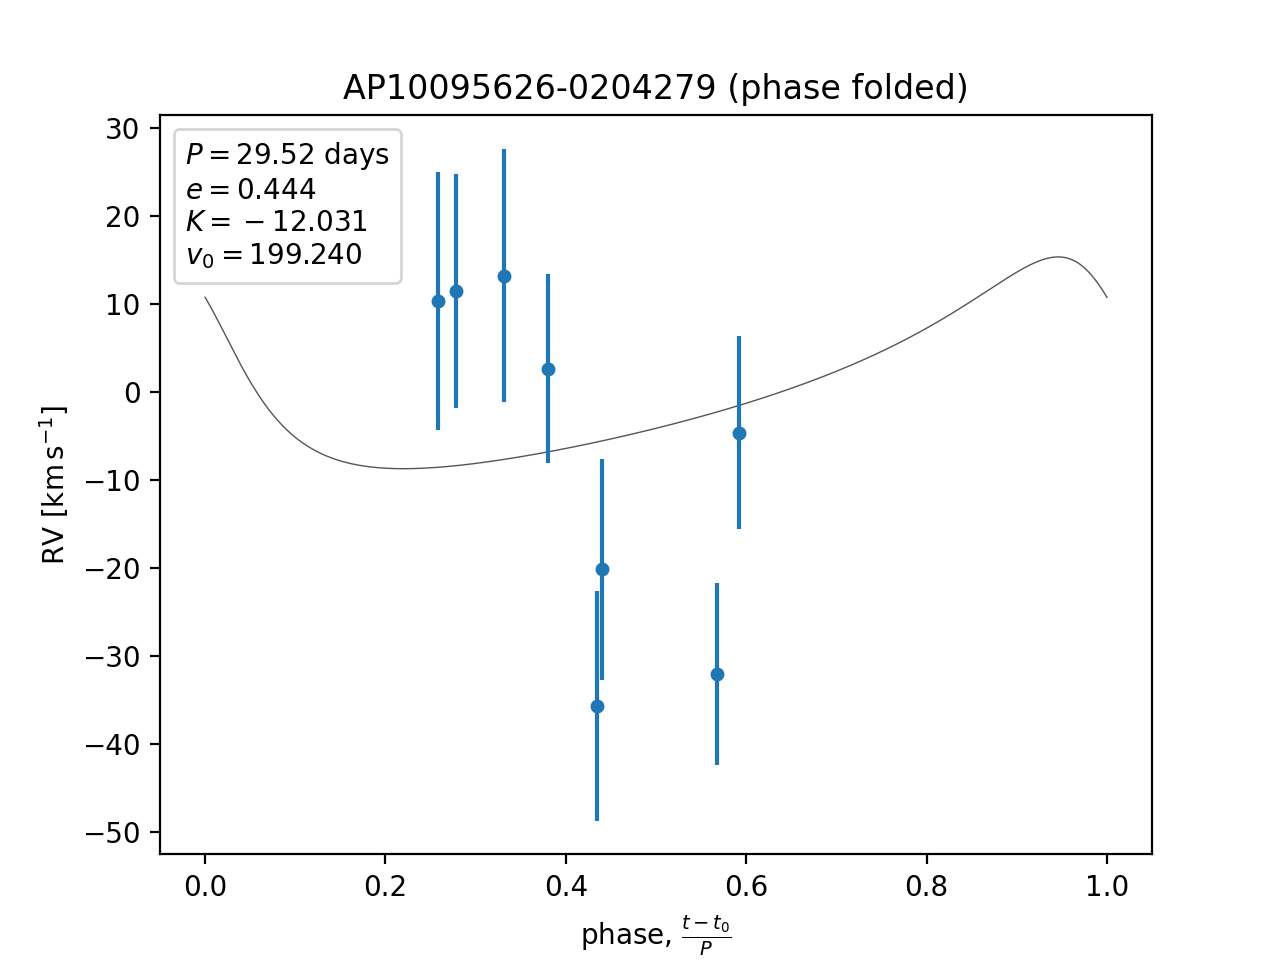 AP10095626-0204279 (phase folded)
P = 29.52 days
e = 0.444
K = −12.031
v₀ = 199.240
30
20
10
0
−10
−20
−30
−40
−50
RV [km s⁻¹]
0.0 0.2 0.4 0.6 0.8 1.0
phase, (t − t₀)/P